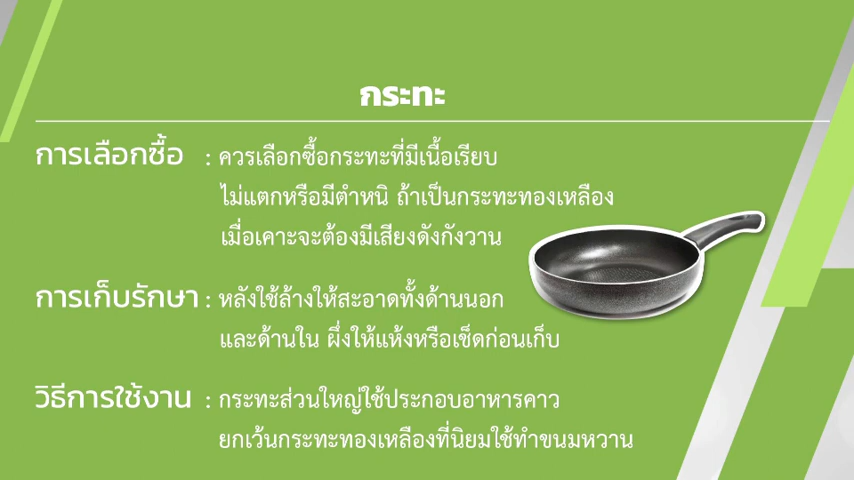 กระทะ
การเลือกซื้อ : ควรเลือกซื้อกระทะที่มีเนื้อเรียบ
ไม่แตกหรือมีตำหนิ ถ้าเป็นกระทะทองเหลือง
เมื่อเคาะจะต้องมีเสียงดังกังวาน
การเก็บรักษา : หลังใช้ล้างให้สะอาดทั้งด้านนอก
และด้านใน ผึ่งให้แห้งหรือเช็ดก่อนเก็บ
วิธีการใช้งาน : กระทะส่วนใหญ่ใช้ประกอบอาหารคาว
ยกเว้นกระทะทองเหลืองที่นิยมใช้ทำขนมหวาน